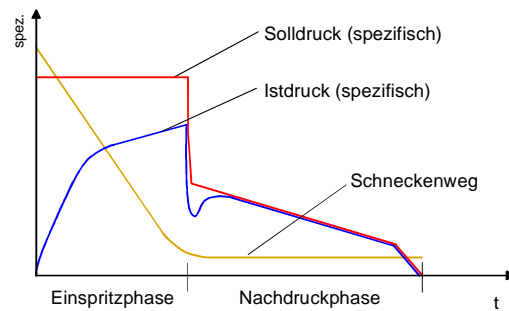 spez.
Solldruck (spezifisch)
Istdruck (spezifisch)
Schneckenweg
Einspritzphase
Nachdruckphase
t